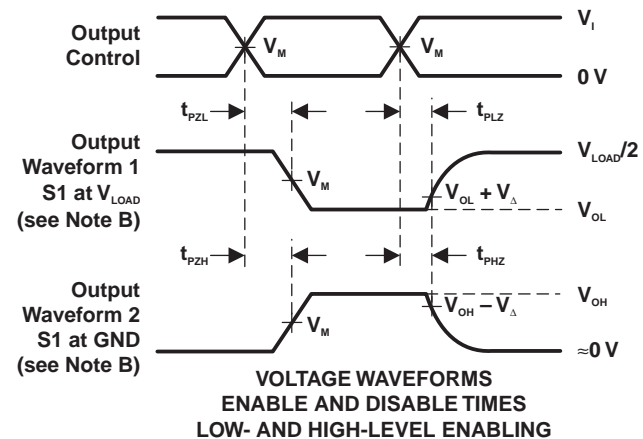 Output
Control
V_M
V_M
V_I
0 V
t_PZL
t_PLZ
Output
Waveform 1
S1 at V_LOAD
(see Note B)
V_M
V_OL + V_Δ
V_LOAD/2
V_OL
t_PZH
t_PHZ
Output
Waveform 2
S1 at GND
(see Note B)
V_M
V_OH – V_Δ
V_OH
≈0 V
VOLTAGE WAVEFORMS
ENABLE AND DISABLE TIMES
LOW- AND HIGH-LEVEL ENABLING